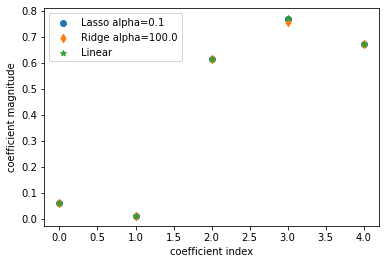 0.8
0.7
0.6
0.5
0.4
0.3
0.2
0.1
0.0
coefficient magnitude
Lasso alpha=0.1
Ridge alpha=100.0
Linear
0.0 0.5 1.0 1.5 2.0 2.5 3.0 3.5 4.0
coefficient index